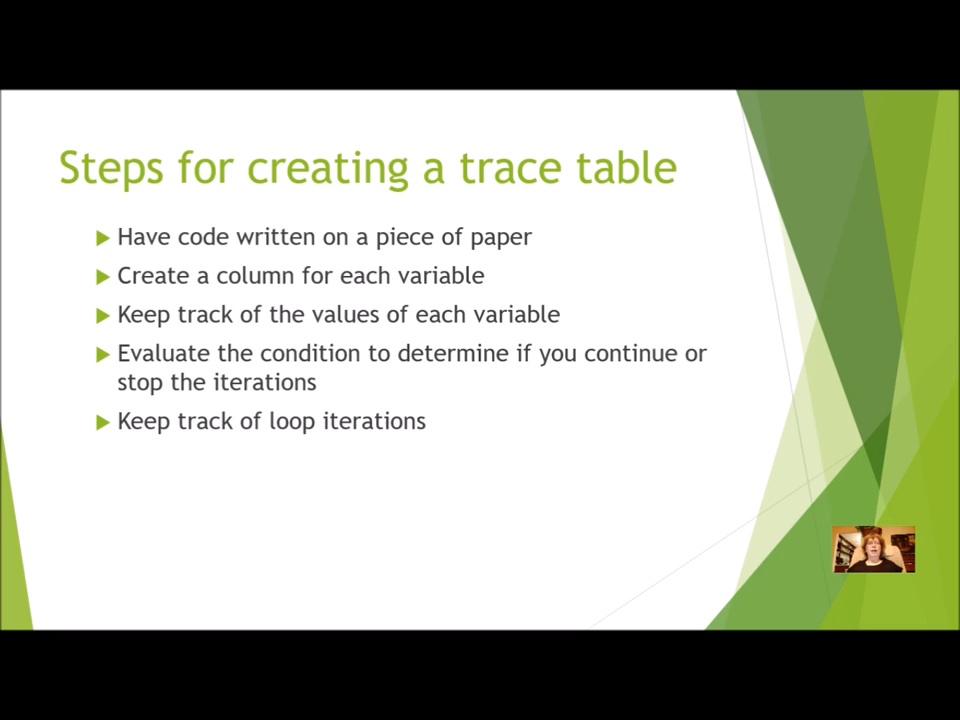 Steps for creating a trace table
Have code written on a piece of paper
Create a column for each variable
Keep track of the values of each variable
Evaluate the condition to determine if you continue or
stop the iterations
Keep track of loop iterations